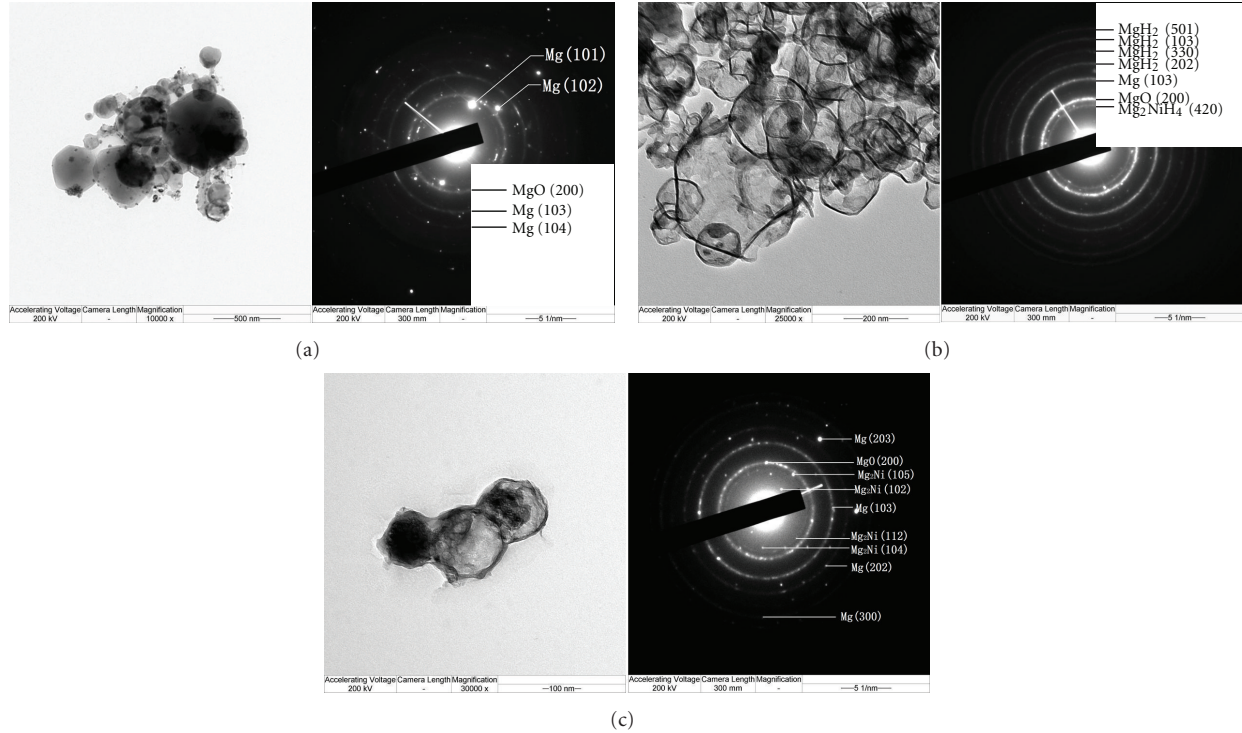 Mg (101)
Mg (102)
MgO (200)
Mg (103)
Mg (104)
Accelerating Voltage Camera Length Magnification
200 kV - 10000 x 500 nm
Accelerating Voltage Camera Length Magnification
200 kV 300 mm - 5 1/nm
(a)
MgH₂ (501)
MgH₂ (103)
MgH₂ (330)
MgH₂ (202)
Mg (103)
MgO (200)
Mg₂NiH₄ (420)
Accelerating Voltage Camera Length Magnification
200 kV - 25000 x 200 nm
Accelerating Voltage Camera Length Magnification
200 kV 300 mm - 5 1/nm
(b)
Mg(203)
MgO(200)
Mg₂Ni(105)
Mg₂Ni(102)
Mg(103)
Mg₂Ni(112)
Mg₂Ni(104)
Mg(202)
Mg(300)
Accelerating Voltage Camera Length Magnification
200 kV - 30000 x 100 nm
Accelerating Voltage Camera Length Magnification
200 kV 300 mm - 5 1/nm
(c)